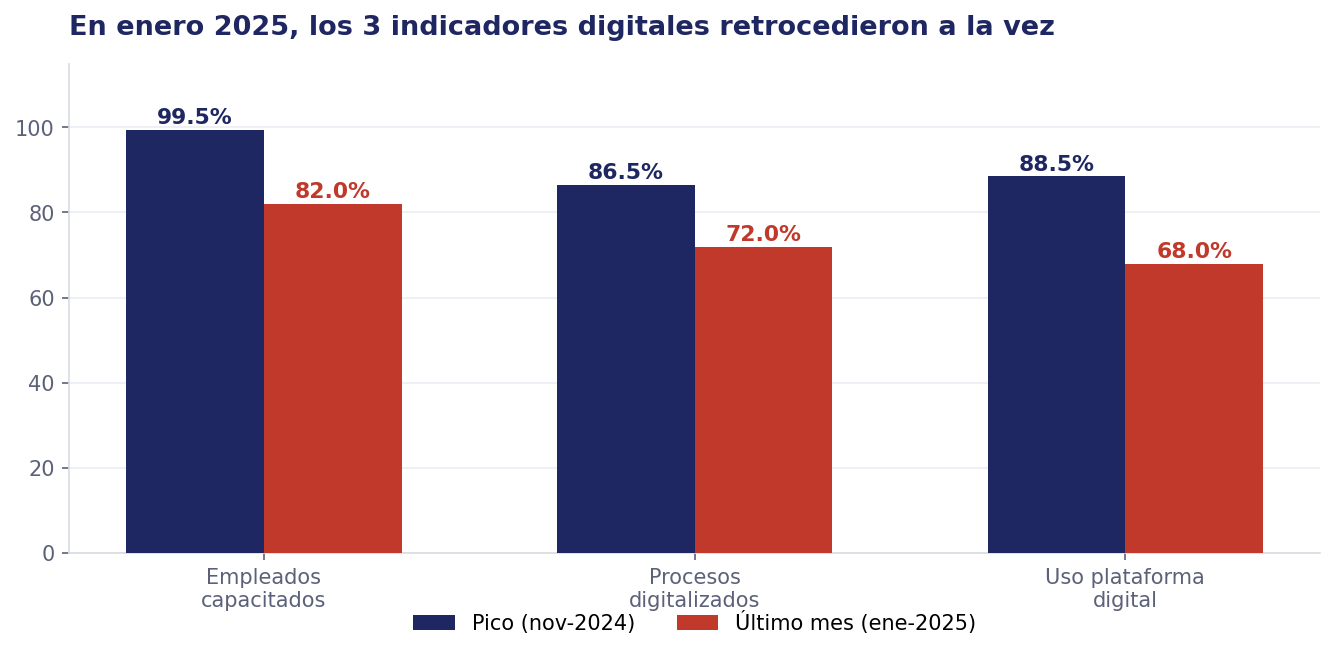 En enero 2025, los 3 indicadores digitales retrocedieron a la vez
100
80
60
40
20
0
99.5%
82.0%
86.5%
72.0%
88.5%
68.0%
Empleados
capacitados
Procesos
digitalizados
Uso plataforma
digital
Pico (nov-2024)
Último mes (ene-2025)